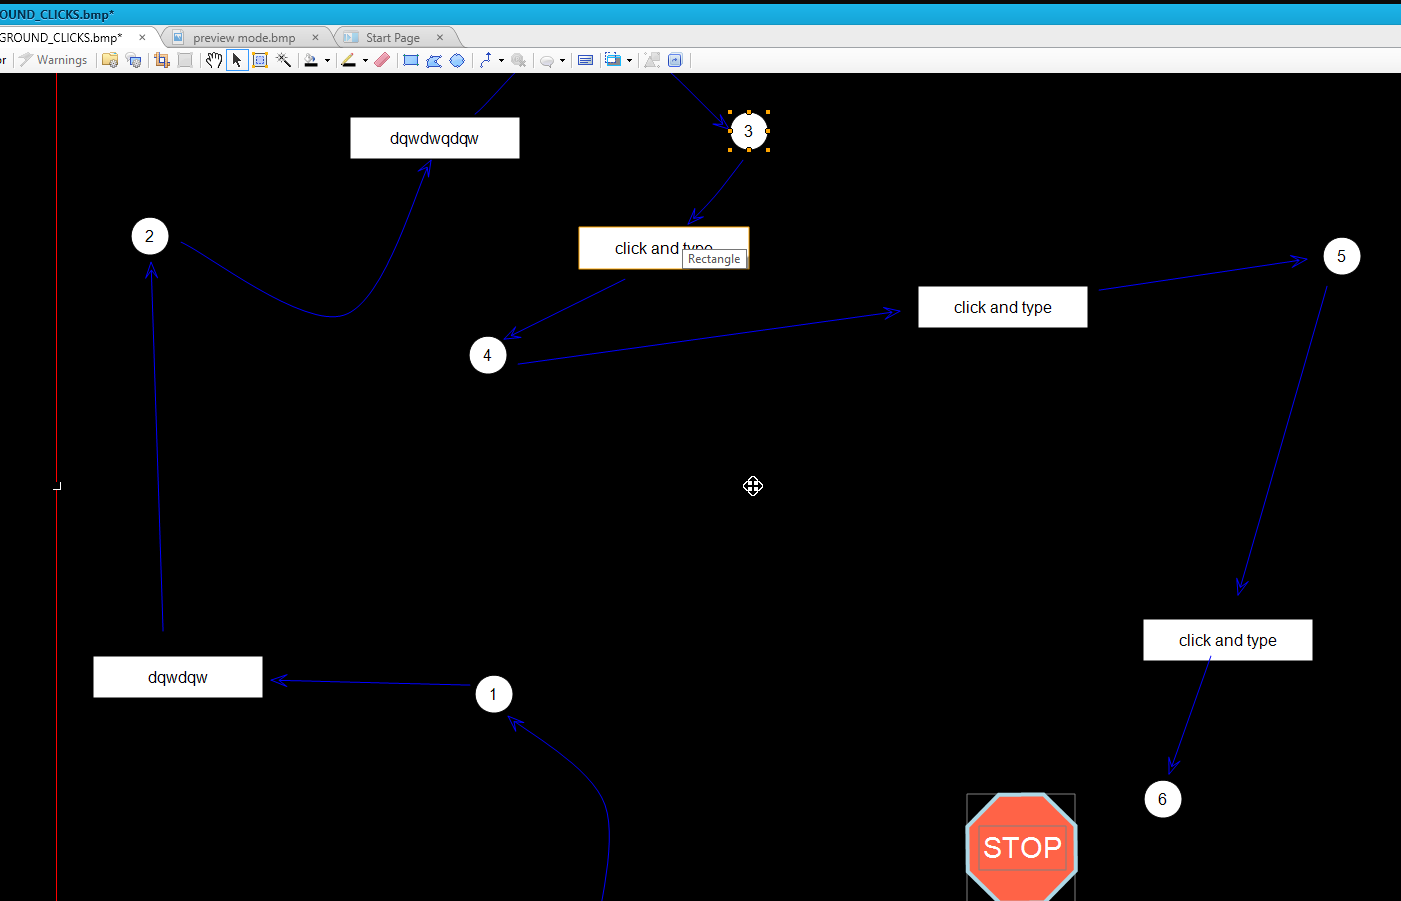 OUND_CLICKS.bmp*
GROUND_CLICKS.bmp*
preview mode.bmp
Start Page
or
Warnings
dqwdwqdqw
3
2
click and type
Rectangle
5
click and type
4
click and type
dqwdqw
1
6
STOP